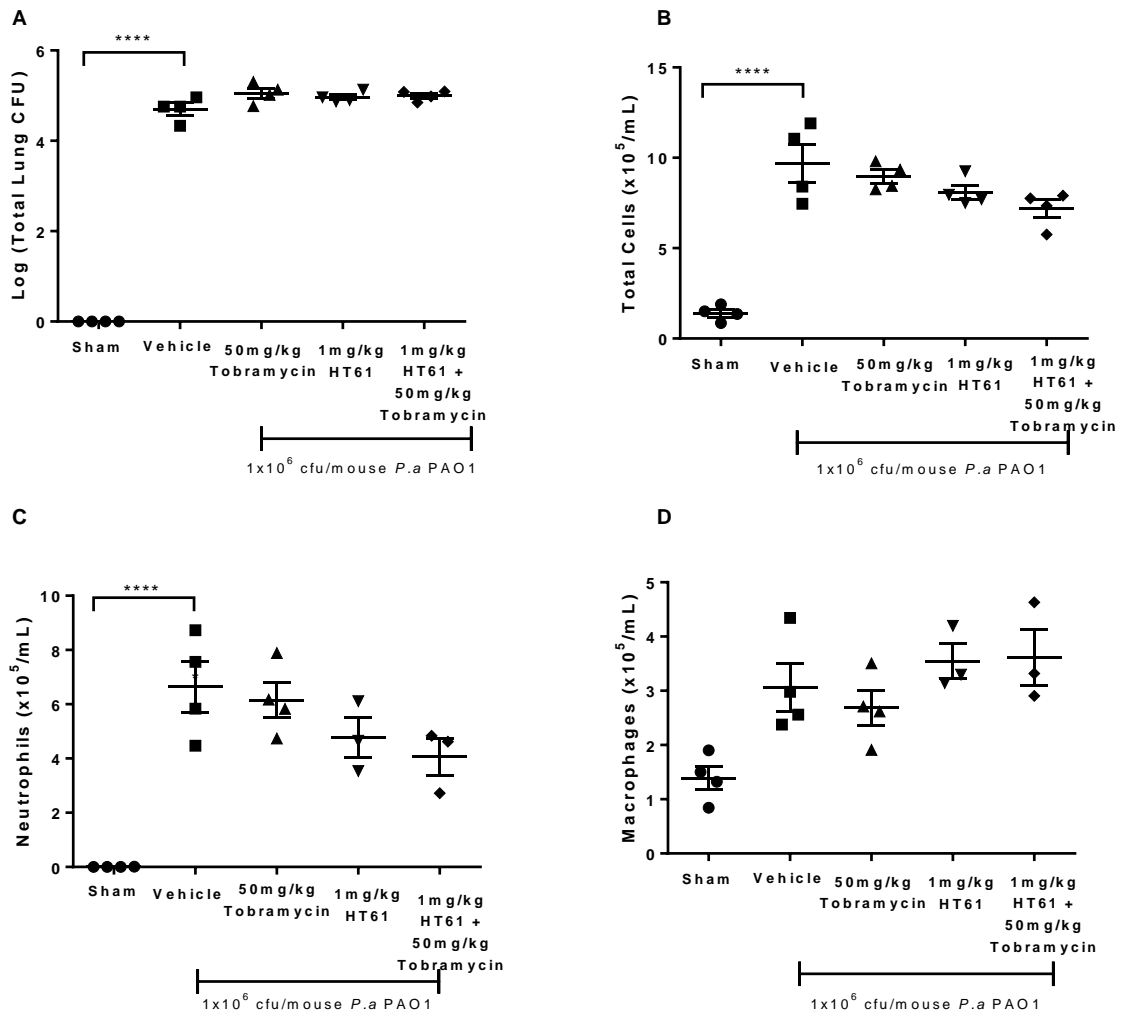 A
****
Log (Total Lung CFU)
6
4
2
0
Sham
Vehicle
50mg/kg
Tobramycin
1mg/kg
HT61
1mg/kg
HT61 +
50mg/kg
Tobramycin
1x10⁶ cfu/mouse P.a PAO1
B
****
Total Cells (x10⁵/mL)
15
10
5
0
Sham
Vehicle
50mg/kg
Tobramycin
1mg/kg
HT61
1mg/kg
HT61 +
50mg/kg
Tobramycin
1x10⁶ cfu/mouse P.a PAO1
C
****
*
Neutrophils (x10⁵/mL)
10
8
6
4
2
0
Sham
Vehicle
50mg/kg
Tobramycin
1mg/kg
HT61
1mg/kg
HT61 +
50mg/kg
Tobramycin
1x10⁶ cfu/mouse P.a PAO1
D
Macrophages (x10⁵/mL)
5
4
3
2
1
0
Sham
Vehicle
50mg/kg
Tobramycin
1mg/kg
HT61
1mg/kg
HT61 +
50mg/kg
Tobramycin
1x10⁶ cfu/mouse P.a PAO1